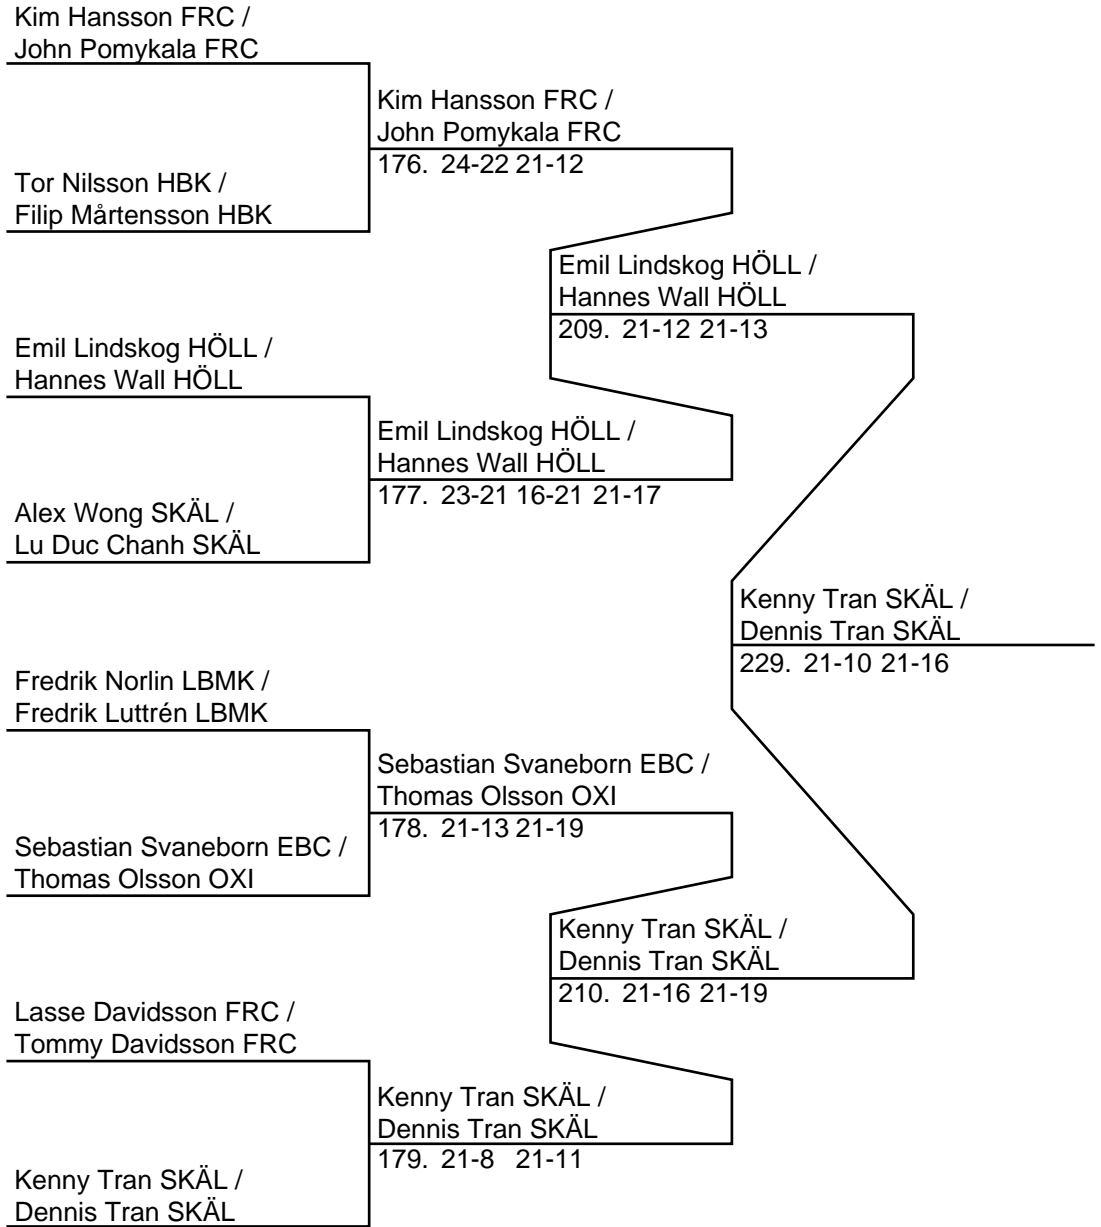 Kim Hansson FRC /
John Pomykala FRC
Kim Hansson FRC /
John Pomykala FRC
176. 24-22 21-12
Tor Nilsson HBK /
Filip Mårtensson HBK
Emil Lindskog HÖLL /
Hannes Wall HÖLL
209. 21-12 21-13
Emil Lindskog HÖLL /
Hannes Wall HÖLL
Emil Lindskog HÖLL /
Hannes Wall HÖLL
177. 23-21 16-21 21-17
Alex Wong SKÄL /
Lu Duc Chanh SKÄL
Kenny Tran SKÄL /
Dennis Tran SKÄL
229. 21-10 21-16
Fredrik Norlin LBMK /
Fredrik Luttrén LBMK
Sebastian Svaneborn EBC /
Thomas Olsson OXI
178. 21-13 21-19
Sebastian Svaneborn EBC /
Thomas Olsson OXI
Kenny Tran SKÄL /
Dennis Tran SKÄL
210. 21-16 21-19
Lasse Davidsson FRC /
Tommy Davidsson FRC
Kenny Tran SKÄL /
Dennis Tran SKÄL
179. 21-8 21-11
Kenny Tran SKÄL /
Dennis Tran SKÄL